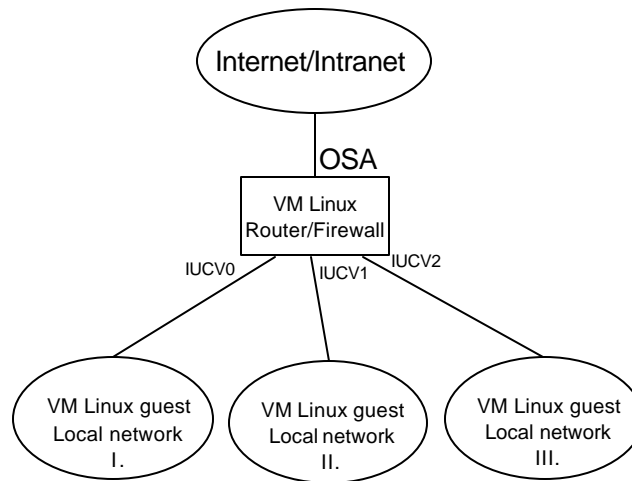 Internet/Intranet
OSA
VM Linux
Router/Firewall
IUCV0
IUCV1
IUCV2
VM Linux guest
Local network
I.
VM Linux guest
Local network
II.
VM Linux guest
Local network
III.